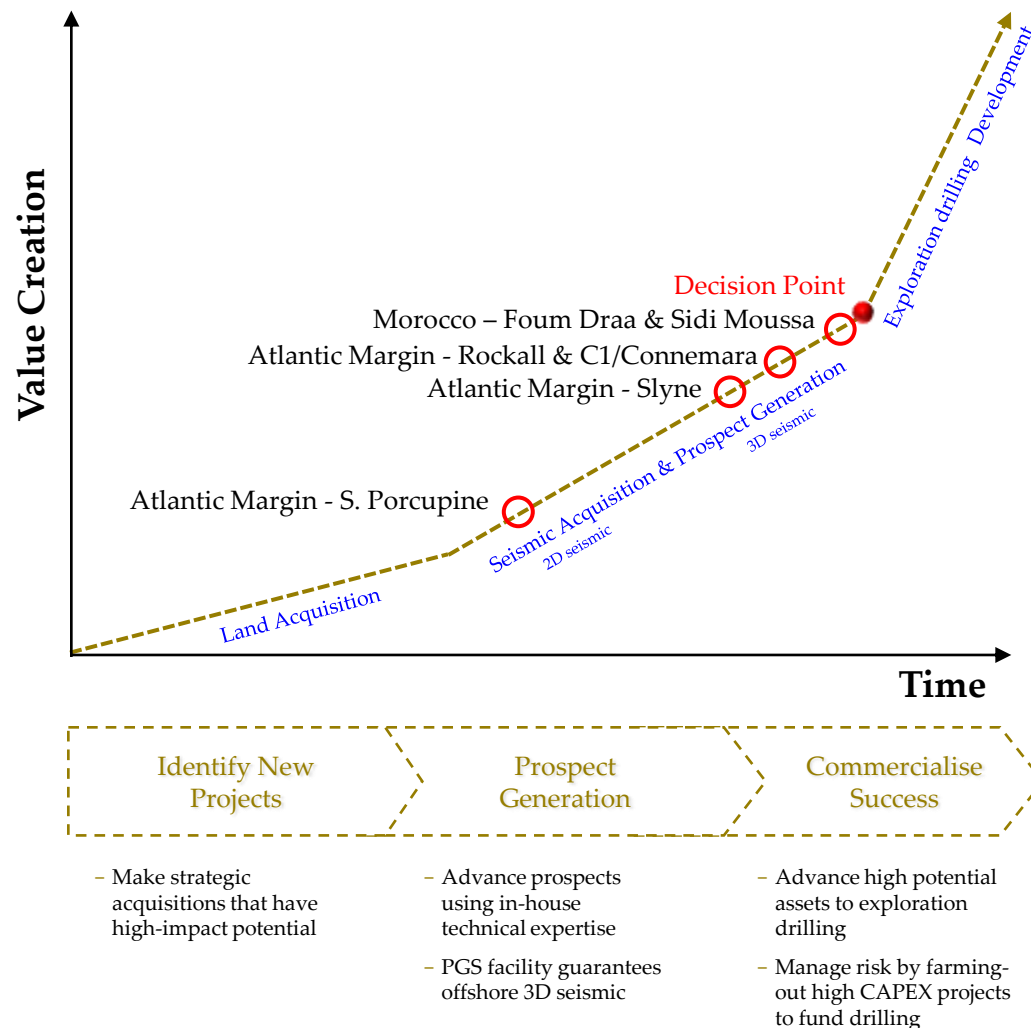 Value Creation
Development
Exploration drilling
Decision Point
Morocco – Foum Draa & Sidi Moussa
Atlantic Margin - Rockall & C1/Connemara
Atlantic Margin - Slyne
Seismic Acquisition & Prospect Generation
3D seismic
2D seismic
Atlantic Margin - S. Porcupine
Land Acquisition
Time
Identify New
Projects
Prospect
Generation
Commercialise
Success
– Make strategic
acquisitions that have
high-impact potential
– Advance prospects
using in-house
technical expertise
– PGS facility guarantees
offshore 3D seismic
– Advance high potential
assets to exploration
drilling
– Manage risk by farming-
out high CAPEX projects
to fund drilling